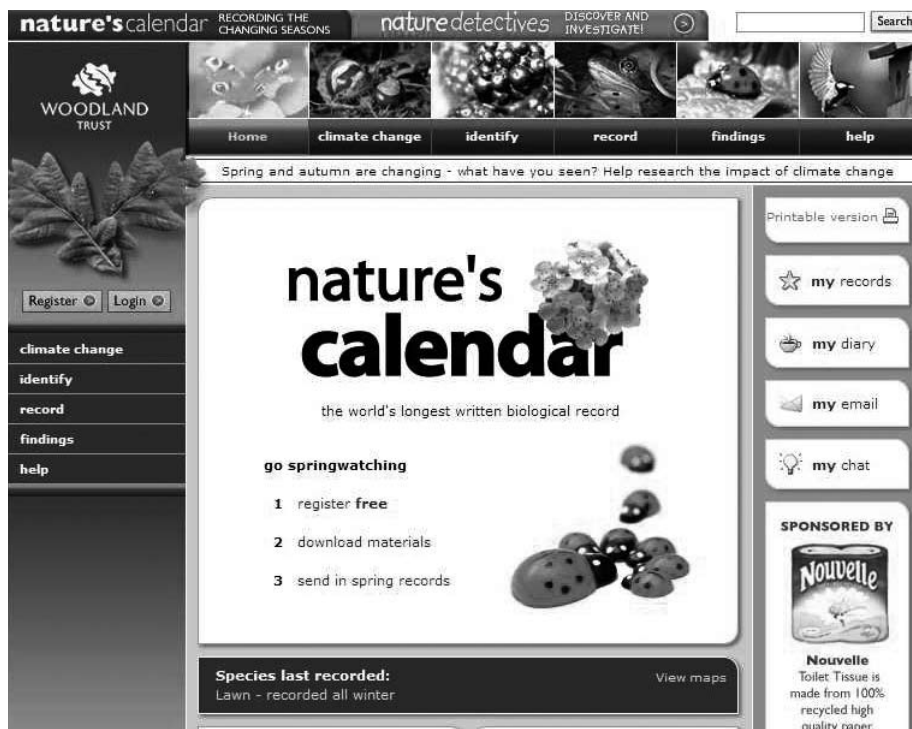 nature's calendar RECORDING THE
CHANGING SEASONS
nature detectives DISCOVER AND
INVESTIGATE!
Search
WOODLAND
TRUST
Home climate change identify record findings help
Spring and autumn are changing - what have you seen? Help research the impact of climate change
Register
Login
climate change
identify
record
findings
help
nature's
calendar
the world's longest written biological record
go springwatching
1 register free
2 download materials
3 send in spring records
Species last recorded:
Lawn - recorded all winter
View maps
Printable version
my records
my diary
my email
my chat
SPONSORED BY
Nouvelle
Nouvelle
Toilet Tissue is
made from 100%
recycled high
quality paper